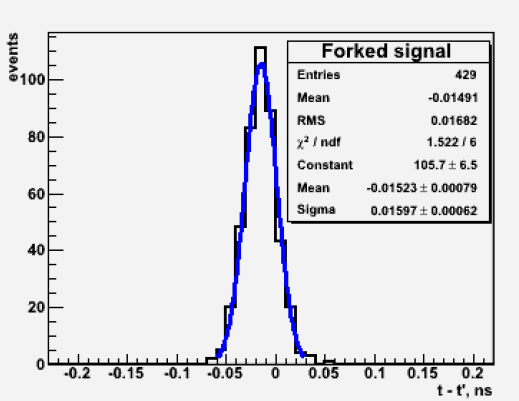 events
100
80
60
40
20
0
-0.2 -0.15 -0.1 -0.05 0 0.05 0.1 0.15 0.2
t - t', ns
Forked signal
Entries 429
Mean -0.01491
RMS 0.01682
χ² / ndf 1.522 / 6
Constant 105.7 ± 6.5
Mean -0.01523 ± 0.00079
Sigma 0.01597 ± 0.00062